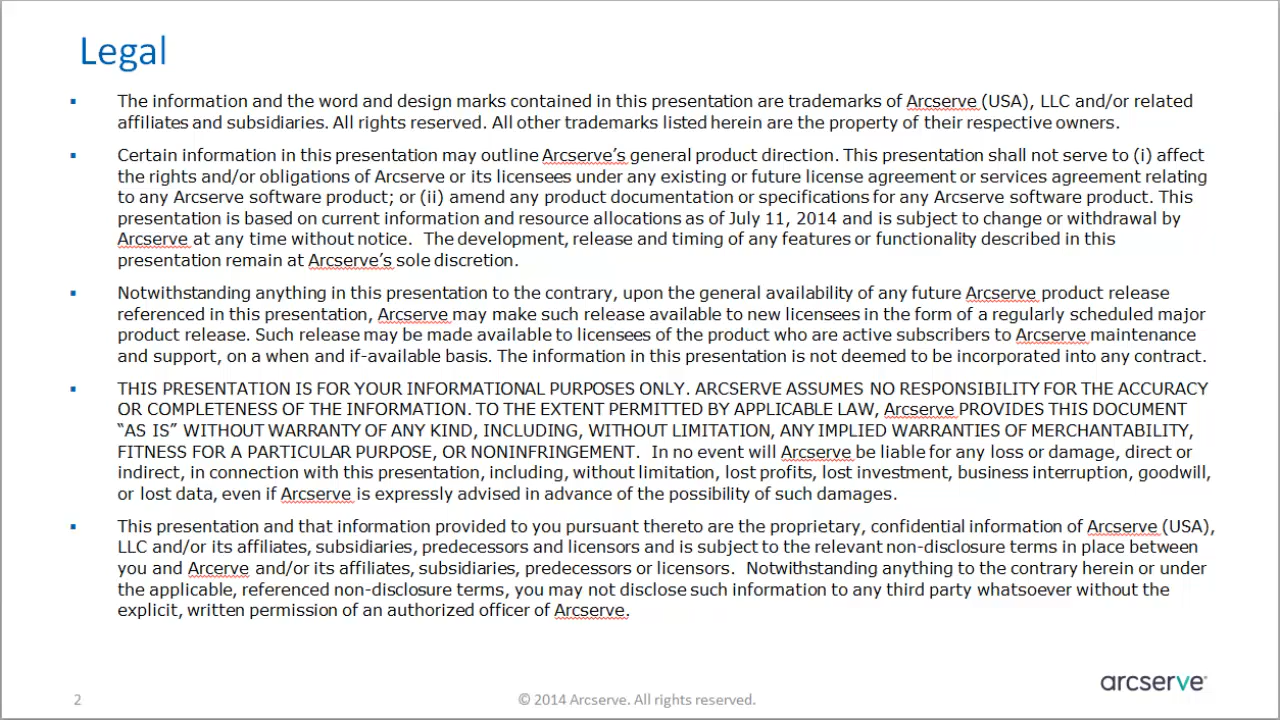 Legal
▪ The information and the word and design marks contained in this presentation are trademarks of Arcserve (USA), LLC and/or related
affiliates and subsidiaries. All rights reserved. All other trademarks listed herein are the property of their respective owners.
▪ Certain information in this presentation may outline Arcserve’s general product direction. This presentation shall not serve to (i) affect
the rights and/or obligations of Arcserve or its licensees under any existing or future license agreement or services agreement relating
to any Arcserve software product; or (ii) amend any product documentation or specifications for any Arcserve software product. This
presentation is based on current information and resource allocations as of July 11, 2014 and is subject to change or withdrawal by
Arcserve at any time without notice.  The development, release and timing of any features or functionality described in this
presentation remain at Arcserve’s sole discretion.
▪ Notwithstanding anything in this presentation to the contrary, upon the general availability of any future Arcserve product release
referenced in this presentation, Arcserve may make such release available to new licensees in the form of a regularly scheduled major
product release. Such release may be made available to licensees of the product who are active subscribers to Arcserve maintenance
and support, on a when and if-available basis. The information in this presentation is not deemed to be incorporated into any contract.
▪ THIS PRESENTATION IS FOR YOUR INFORMATIONAL PURPOSES ONLY. ARCSERVE ASSUMES NO RESPONSIBILITY FOR THE ACCURACY
OR COMPLETENESS OF THE INFORMATION. TO THE EXTENT PERMITTED BY APPLICABLE LAW, Arcserve PROVIDES THIS DOCUMENT
“AS IS” WITHOUT WARRANTY OF ANY KIND, INCLUDING, WITHOUT LIMITATION, ANY IMPLIED WARRANTIES OF MERCHANTABILITY,
FITNESS FOR A PARTICULAR PURPOSE, OR NONINFRINGEMENT.  In no event will Arcserve be liable for any loss or damage, direct or
indirect, in connection with this presentation, including, without limitation, lost profits, lost investment, business interruption, goodwill,
or lost data, even if Arcserve is expressly advised in advance of the possibility of such damages.
▪ This presentation and that information provided to you pursuant thereto are the proprietary, confidential information of Arcserve (USA),
LLC and/or its affiliates, subsidiaries, predecessors and licensors and is subject to the relevant non-disclosure terms in place between
you and Arcerve and/or its affiliates, subsidiaries, predecessors or licensors.  Notwithstanding anything to the contrary herein or under
the applicable, referenced non-disclosure terms, you may not disclose such information to any third party whatsoever without the
explicit, written permission of an authorized officer of Arcserve.
arcserve
2
© 2014 Arcserve. All rights reserved.